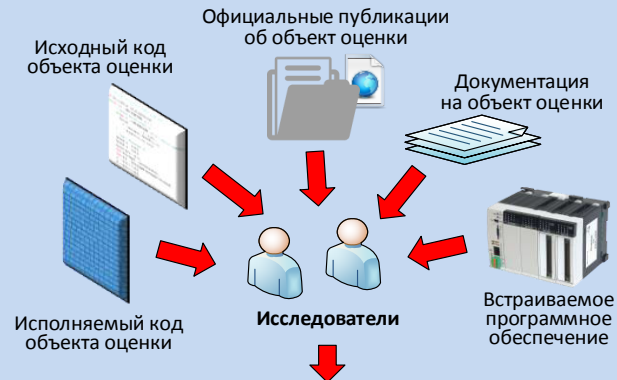 Официальные публикации
об объект оценки
Исходный код
объекта оценки
Документация
на объект оценки
Исполняемый код
объекта оценки
Исследователи
Встраиваемое
программное
обеспечение